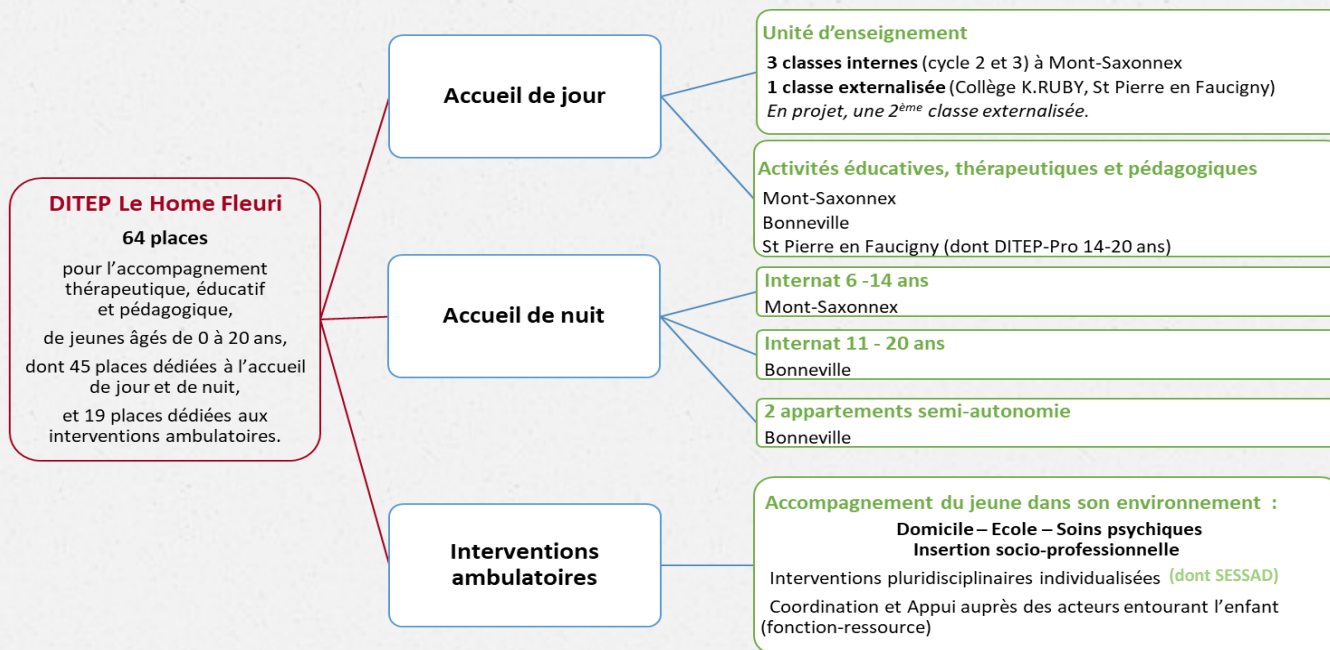 DITEP Le Home Fleuri
64 places
pour l’accompagnement
thérapeutique, éducatif
et pédagogique,
de jeunes âgés de 0 à 20 ans,
dont 45 places dédiées à l’accueil
de jour et de nuit,
et 19 places dédiées aux
interventions ambulatoires.
Accueil de jour
Unité d’enseignement
3 classes internes (cycle 2 et 3) à Mont-Saxonnex
1 classe externalisée (Collège K.RUBY, St Pierre en Faucigny)
En projet, une 2ème classe externalisée.
Activités éducatives, thérapeutiques et pédagogiques
Mont-Saxonnex
Bonneville
St Pierre en Faucigny (dont DITEP-Pro 14-20 ans)
Accueil de nuit
Internat 6 -14 ans
Mont-Saxonnex
Internat 11 - 20 ans
Bonneville
2 appartements semi-autonomie
Bonneville
Interventions
ambulatoires
Accompagnement du jeune dans son environnement :
Domicile – Ecole – Soins psychiques
Insertion socio-professionnelle
Interventions pluridisciplinaires individualisées (dont SESSAD)
Coordination et Appui auprès des acteurs entourant l’enfant
(fonction-ressource)